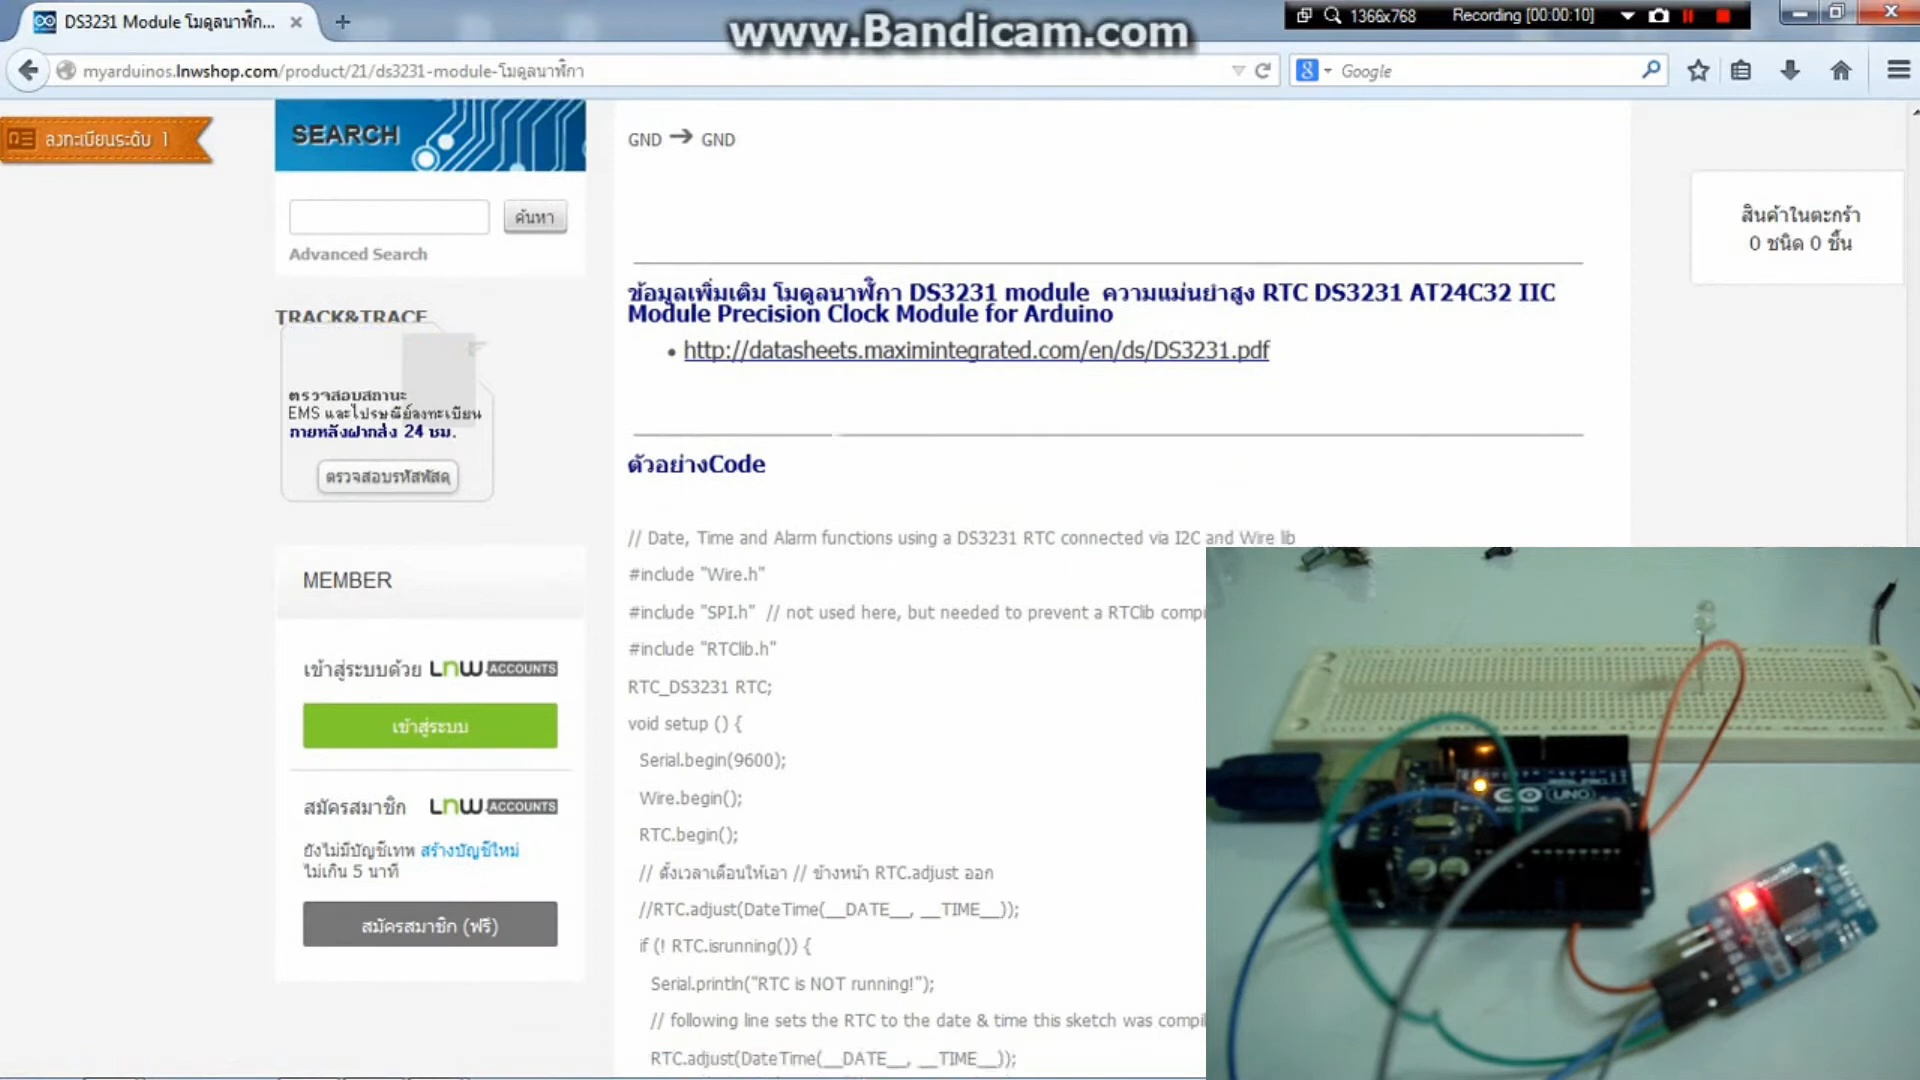 DS3231 Module โมดูลนาฬิก...
www.Bandicam.com
1366x768
Recording [00:00:10]
myarduinos.lnwshop.com/product/21/ds3231-module-โมดูลนาฬิกา
Google
ลงทะเบียนระดับ 1
SEARCH
ค้นหา
Advanced Search
TRACK&TRACE
ตรวจสอบสถานะ
EMS และไปรษณีย์ลงทะเบียน
ภายหลังฝากส่ง 24 ชม.
ตรวจสอบรหัสพัสดุ
MEMBER
เข้าสู่ระบบด้วย LnW ACCOUNTS
เข้าสู่ระบบ
สมัครสมาชิก LnW ACCOUNTS
ยังไม่มีบัญชีเทพ สร้างบัญชีใหม่
ไม่เกิน 5 นาที
สมัครสมาชิก (ฟรี)
GND → GND
ข้อมูลเพิ่มเติม โมดูลนาฬิกา DS3231 module ความแม่นยำสูง RTC DS3231 AT24C32 IIC
Module Precision Clock Module for Arduino
• http://datasheets.maximintegrated.com/en/ds/DS3231.pdf
ตัวอย่างCode
// Date, Time and Alarm functions using a DS3231 RTC connected via I2C and Wire lib
#include "Wire.h"
#include "SPI.h" // not used here, but needed to prevent a RTClib compi
#include "RTClib.h"
RTC_DS3231 RTC;
void setup () {
Serial.begin(9600);
Wire.begin();
RTC.begin();
// ตั้งเวลาเดือนให้เอา // ข้างหน้า RTC.adjust ออก
//RTC.adjust(DateTime(__DATE__, __TIME__));
if (! RTC.isrunning()) {
Serial.println("RTC is NOT running!");
// following line sets the RTC to the date & time this sketch was compil
RTC.adjust(DateTime(__DATE__, __TIME__));
สินค้าในตะกร้า
0 ชนิด 0 ชิ้น
UNO